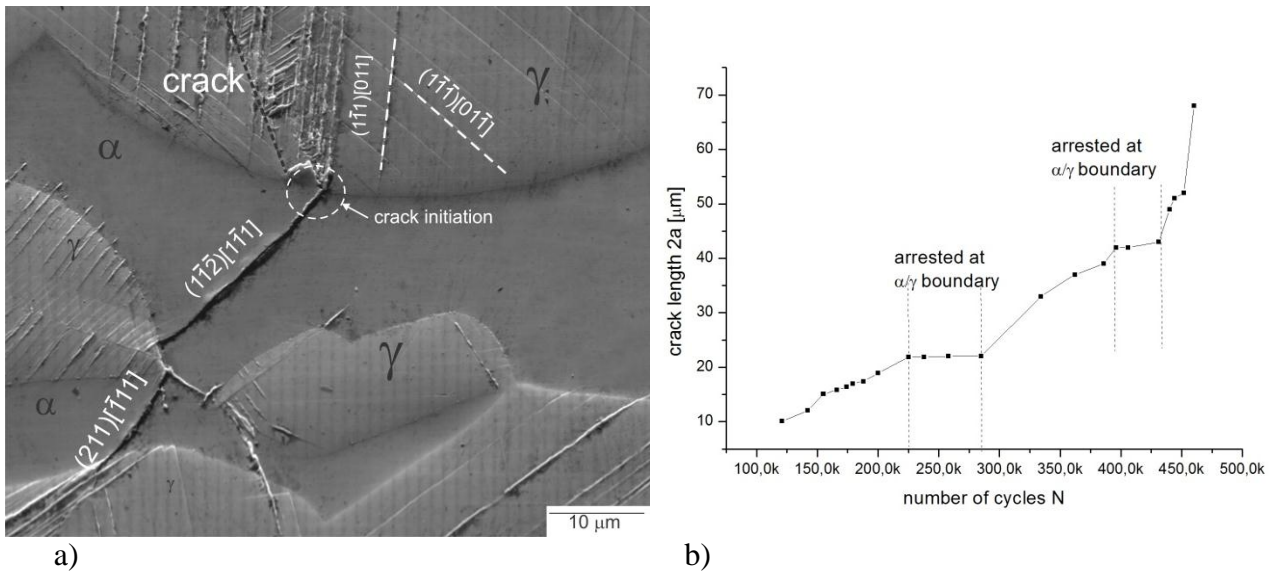 crack
γ
(11̄1)[011]
(11̄1̄)[011̄]
α
crack initiation
γ
(11̄2̄)[11̄1]
γ
α
(211)[1̄11]
γ
10 μm
a)
crack length 2a [μm]
70
60
50
40
30
20
10
arrested at
α/γ boundary
arrested at
α/γ boundary
100,0k 150,0k 200,0k 250,0k 300,0k 350,0k 400,0k 450,0k 500,0k
number of cycles N
b)